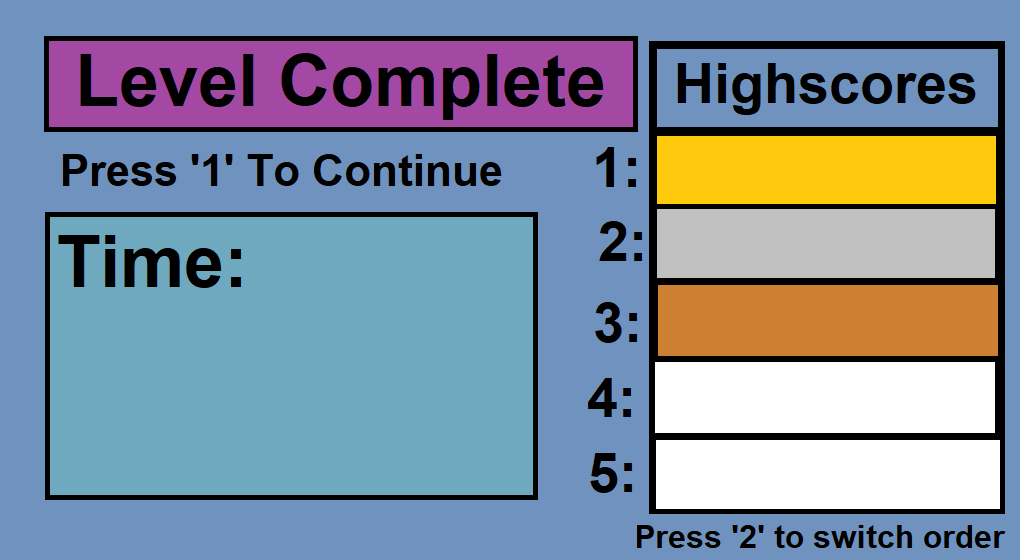 Level Complete
Press '1' To Continue
Time:
Highscores
1:
2:
3:
4:
5:
Press '2' to switch order